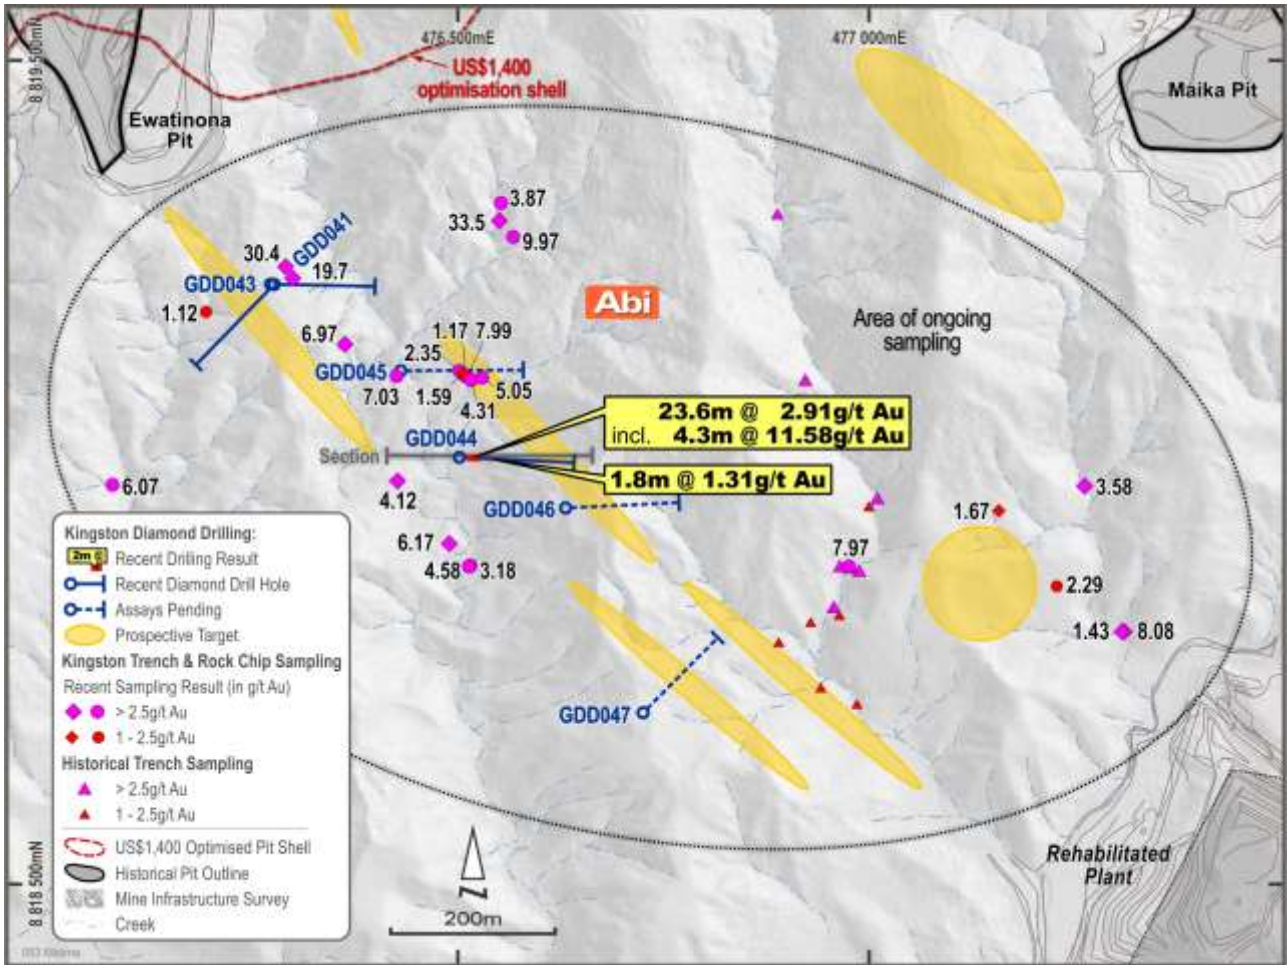 476 500mE
477 000mE
8 819 500mN
US$1,400
optimisation shell
Ewatinona
Pit
Maika Pit
3.87
33.5
9.97
30.4
GDD041
GDD043
19.7
1.12
Abi
Area of ongoing
sampling
6.97
1.17 7.99
2.35
GDD045
7.03
1.59
5.05
4.31
23.6m @ 2.91g/t Au
incl. 4.3m @ 11.58g/t Au
GDD044
Section
1.8m @ 1.31g/t Au
6.07
4.12
GDD046
3.58
1.67
6.17
4.58
3.18
7.97
2.29
1.43
8.08
GDD047
Kingston Diamond Drilling:
2m @
Recent Drilling Result
Recent Diamond Drill Hole
Assays Pending
Prospective Target
Kingston Trench & Rock Chip Sampling
Recent Sampling Result (in g/t Au)
> 2.5g/t Au
1 - 2.5g/t Au
Historical Trench Sampling
> 2.5g/t Au
1 - 2.5g/t Au
US$1,400 Optimised Pit Shell
Historical Pit Outline
Mine Infrastructure Survey
Creek
8 818 500mN
N
200m
Rehabilitated
Plant